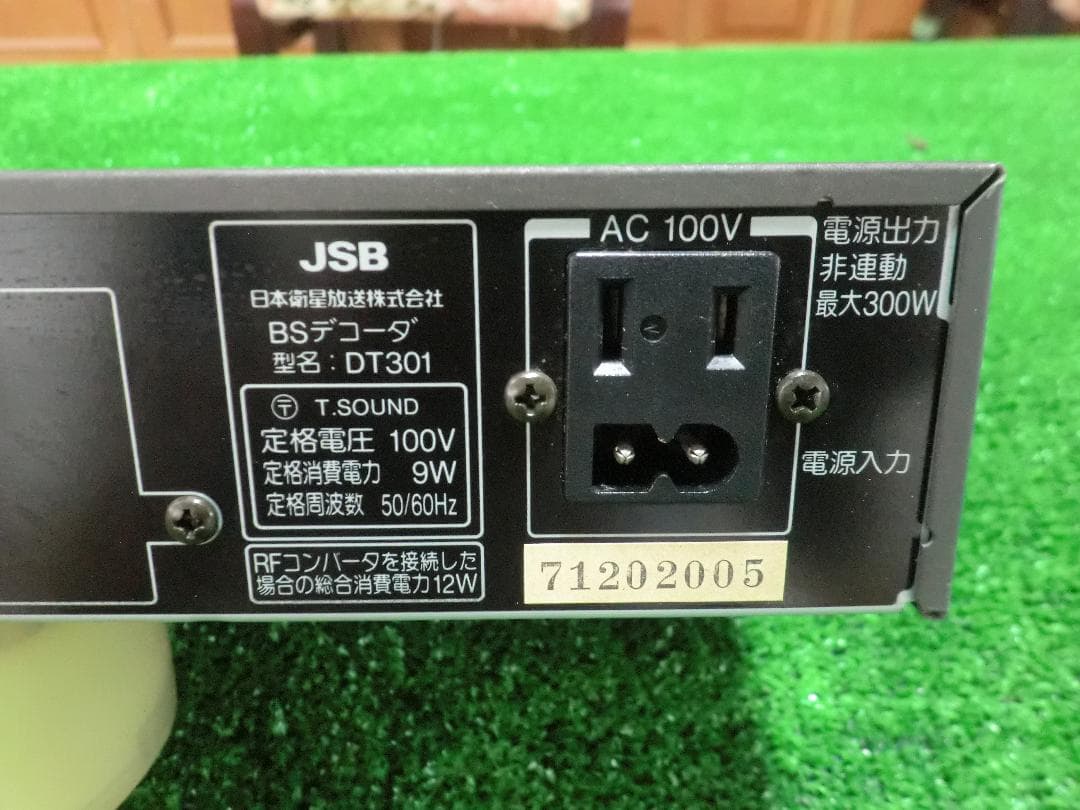 JSB
日本衛星放送株式会社
BSデコーダ
型名：DT301
〒 T.SOUND
定格電圧 100V
定格消費電力 9W
定格周波数 50/60Hz
RFコンバータを接続した
場合の総合消費電力12W
AC 100V
電源出力
非連動
最大300W
N
電源入力
71202005